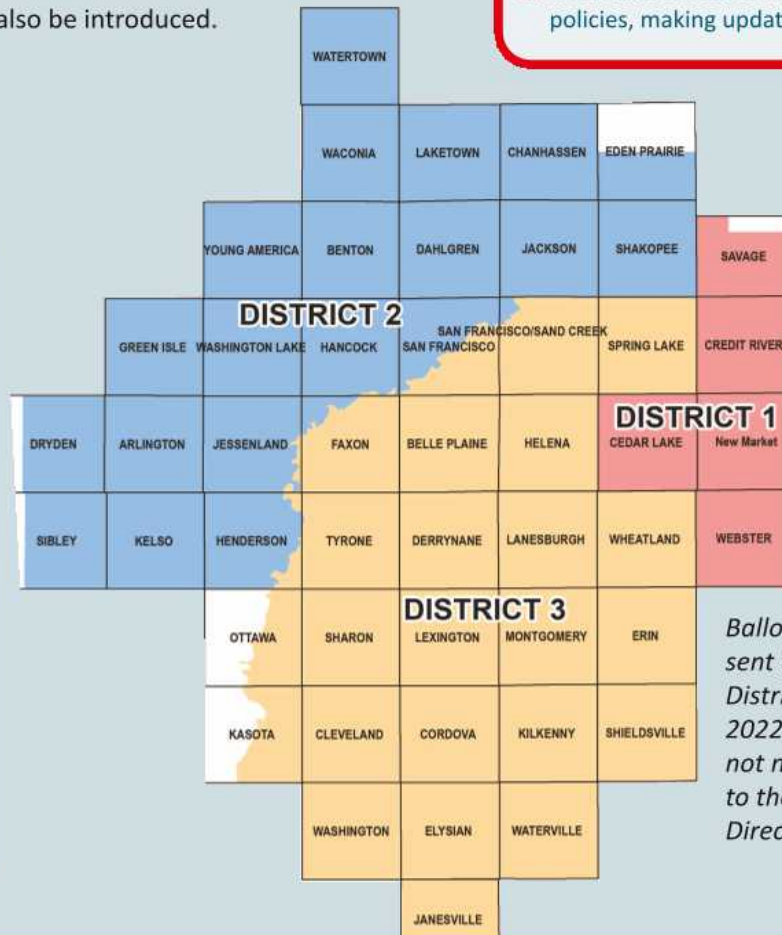 also be introduced.
policies, making updat
WATERTOWN
WACONIA
LAKETOWN
CHANHASSEN
EDEN PRAIRIE
YOUNG AMERICA
BENTON
DAHLGREN
JACKSON
SHAKOPEE
SAVAGE
DISTRICT 2
GREEN ISLE
WASHINGTON LAKE
HANCOCK
SAN FRANCISCO
SAN FRANCISCO/SAND CREEK
SPRING LAKE
CREDIT RIVER
DISTRICT 1
DRYDEN
ARLINGTON
JESSENLAND
FAXON
BELLE PLAINE
HELENA
CEDAR LAKE
New Market
SIBLEY
KELSO
HENDERSON
TYRONE
DERRYNANE
LANESBURGH
WHEATLAND
WEBSTER
DISTRICT 3
OTTAWA
SHARON
LEXINGTON
MONTGOMERY
ERIN
KASOTA
CLEVELAND
CORDOVA
KILKENNY
SHIELDSVILLE
WASHINGTON
ELYSIAN
WATERVILLE
JANESVILLE
Ballo
sent
Distri
2022
not n
to the
Direc